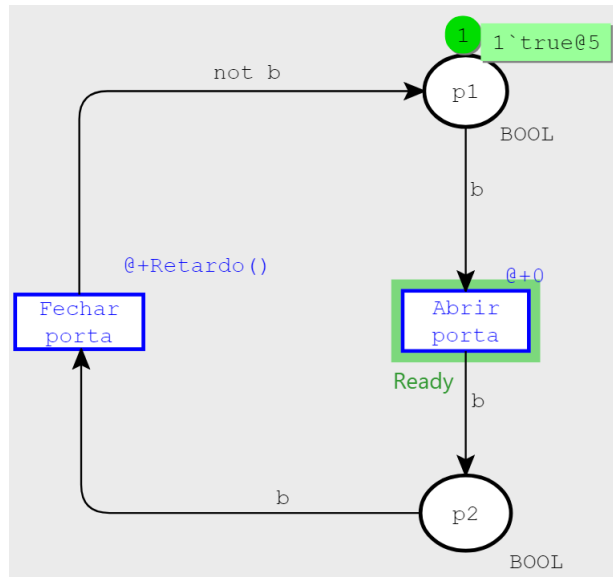 1
1`true@5
not b
p1
BOOL
b
@+Retardo()
@+0
Fechar
porta
Abrir
porta
Ready
b
b
p2
BOOL